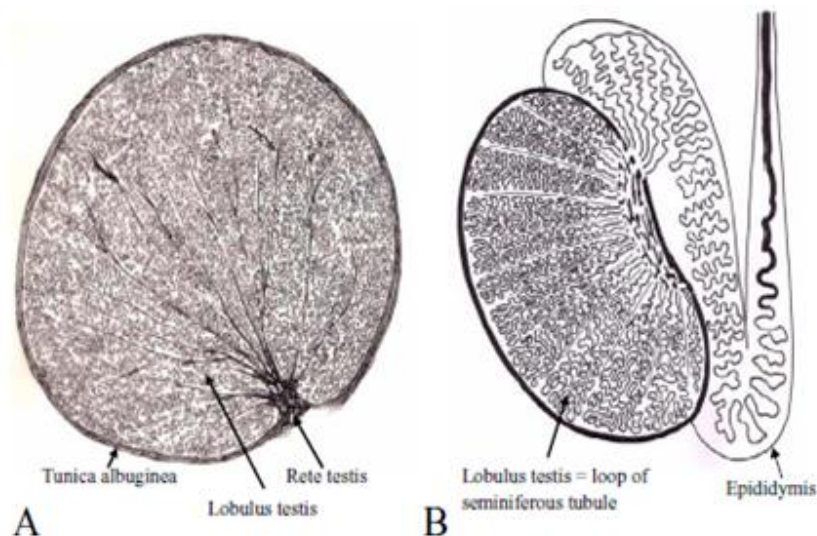 Tunica albuginea
Rete testis
Lobulus testis
A
Lobulus testis = loop of
seminiferous tubule
Epididymis
B